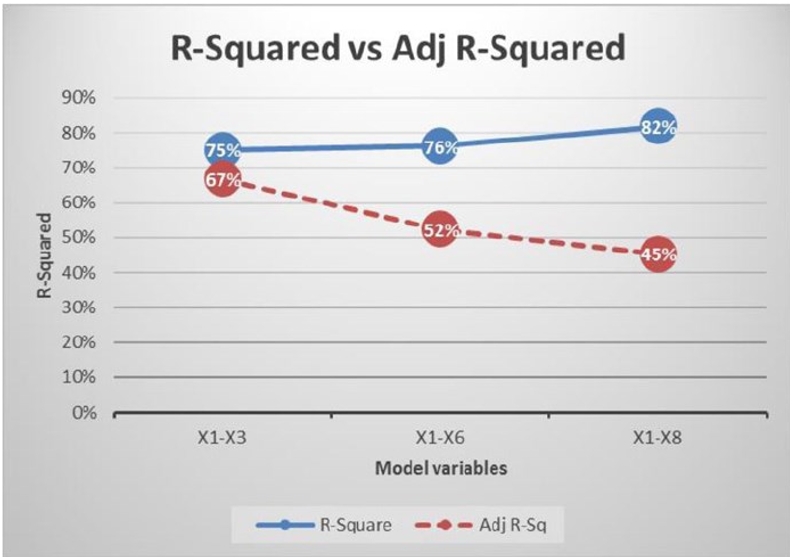 R-Squared vs Adj R-Squared
90%
80%
70%
60%
50%
40%
30%
20%
10%
0%
R-Squared
75%
76%
82%
67%
52%
45%
X1-X3
X1-X6
X1-X8
Model variables
R-Square
Adj R-Sq